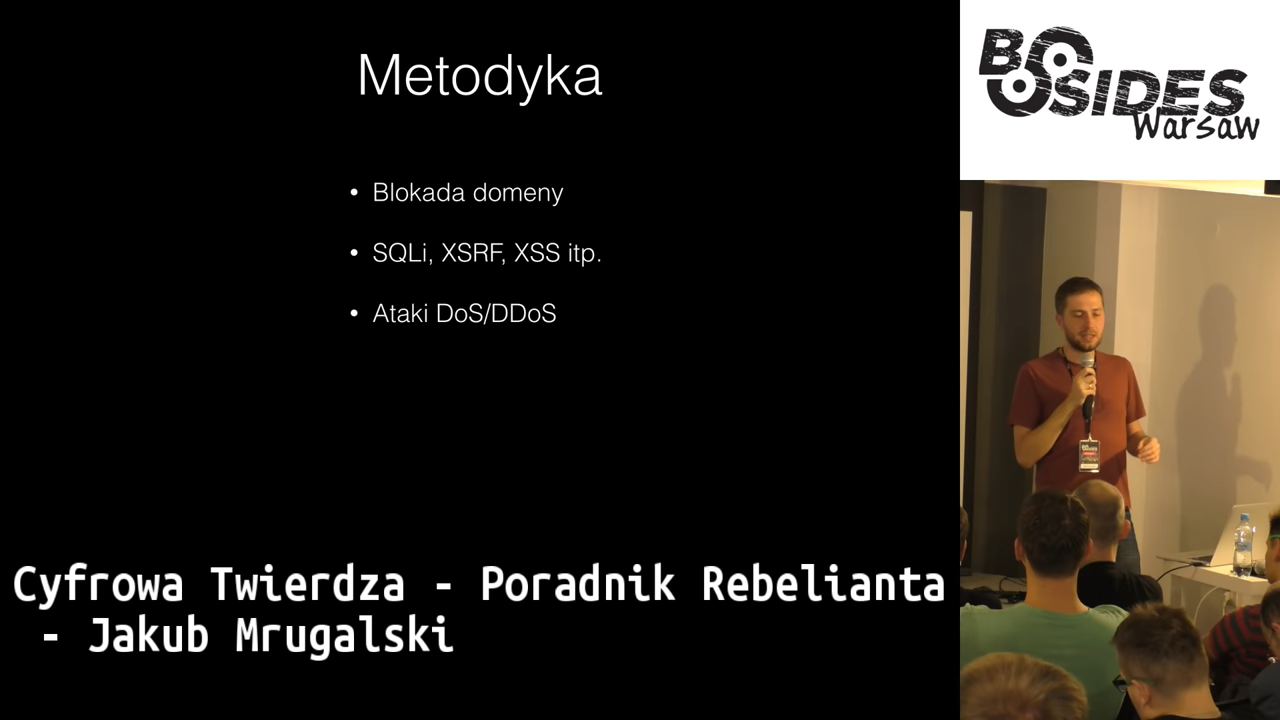 Metodyka
• Blokada domeny
• SQLi, XSRF, XSS itp.
• Ataki DoS/DDoS
Cyfrowa Twierdza - Poradnik Rebelianta
- Jakub Mrugalski
BSIDES
Warsaw